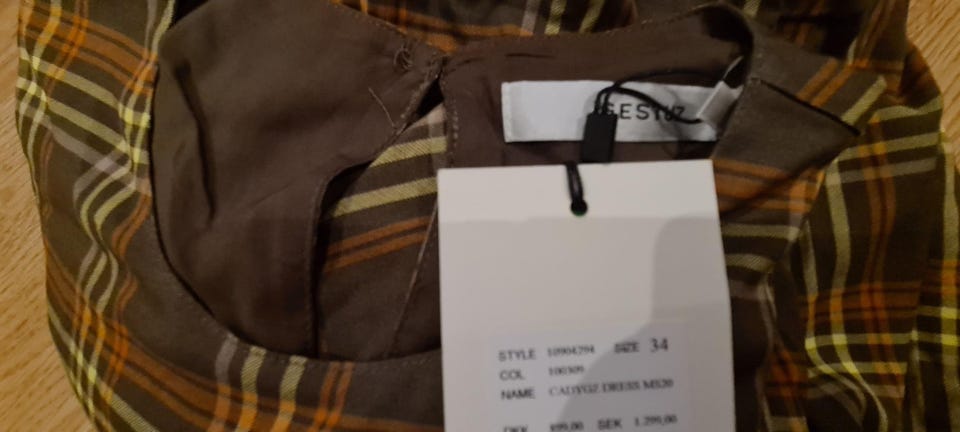 GESTUZ
STYLE 10904294 SIZE 34
COL 100309
NAME CADYGZ DRESS MS20
DKK 899,00 SEK 1.299,00